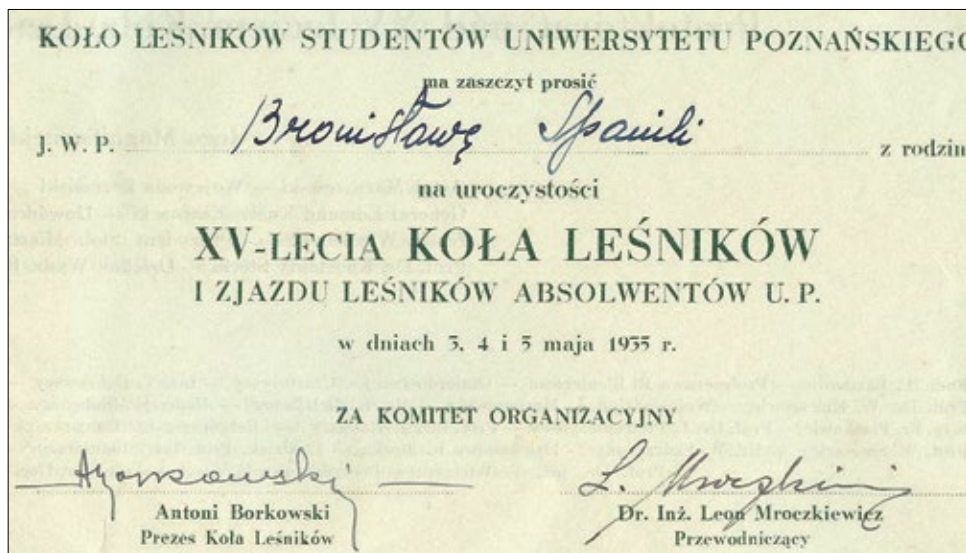 KOŁO LEŚNIKÓW STUDENTÓW UNIWERSYTETU POZNAŃSKIEGO
ma zaszczyt prosić
J. W. P. Bronisławę Spanili z rodzin
na uroczystości
XV-LECIA KOŁA LEŚNIKÓW
I ZJAZDU LEŚNIKÓW ABSOLWENTÓW U. P.
w dniach 3, 4 i 5 maja 1935 r.
ZA KOMITET ORGANIZACYJNY
Antoni Borkowski
Prezes Koła Leśników
L. Mroczkiewicz
Dr. Inż. Leon Mroczkiewicz
Przewodniczący